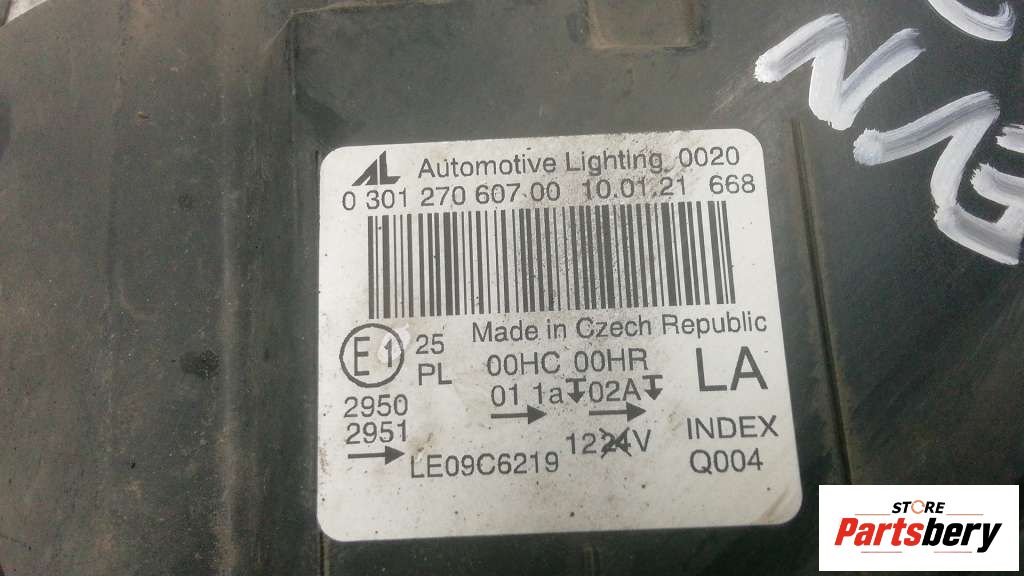 AL Automotive Lighting 0020
0 301 270 607.00 10.01.21 668
Made in Czech Republic
E1 25 00HC 00HR LA
PL 01 1a 02A
2950
2951
LE09C6219 1224V INDEX
Q004
STORE
Partsbery